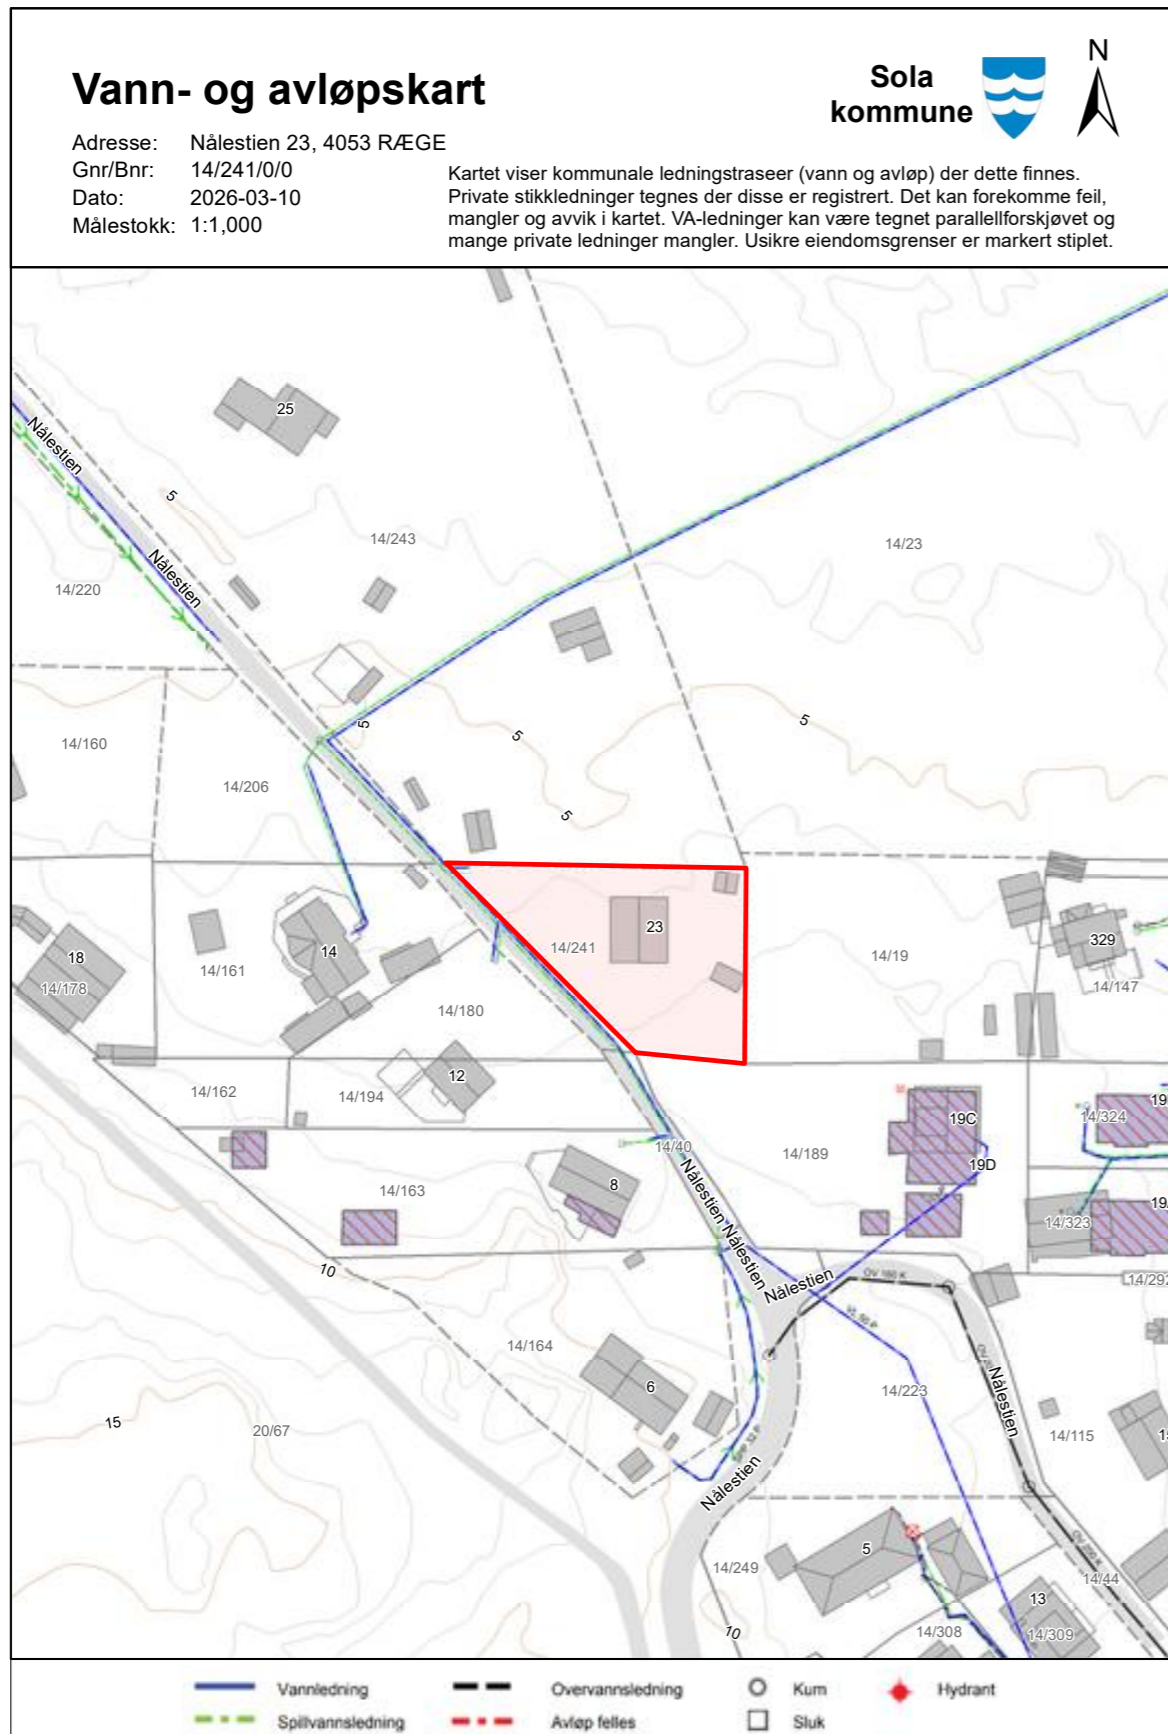 Vann- og avløpskart
Sola
kommune
N
Adresse: Nålestien 23, 4053 RÆGE
Gnr/Bnr: 14/241/0/0
Dato: 2026-03-10
Målestokk: 1:1,000
Kartet viser kommunale ledningstraseer (vann og avløp) der dette finnes.
Private stikkledninger tegnes der disse er registrert. Det kan forekomme feil,
mangler og avvik i kartet. VA-ledninger kan være tegnet parallellforskjøvet og
mange private ledninger mangler. Usikre eiendomsgrenser er markert stiplet.
25
Nålestien
5
14/243
14/23
Nålestien
14/220
5
5
5
14/160
14/206
5
23
14/241
14/19
329
14/147
18
14/178
14
14/161
14/180
12
14/162
14/194
14/324
19C
14/40
14/189
19D
8
14/163
Nålestien
Nålestien
14/323
10
Nålestien
OV 160 K
14/292
VL 50 P
14/164
6
14/223
Nålestien
15
20/67
14/115
Nålestien
OV 200 K
5
14/249
14/44
13
10
14/308
14/309
Vannledning
Overvannsledning
Kum
Hydrant
Spillvannsledning
Avløp felles
Sluk